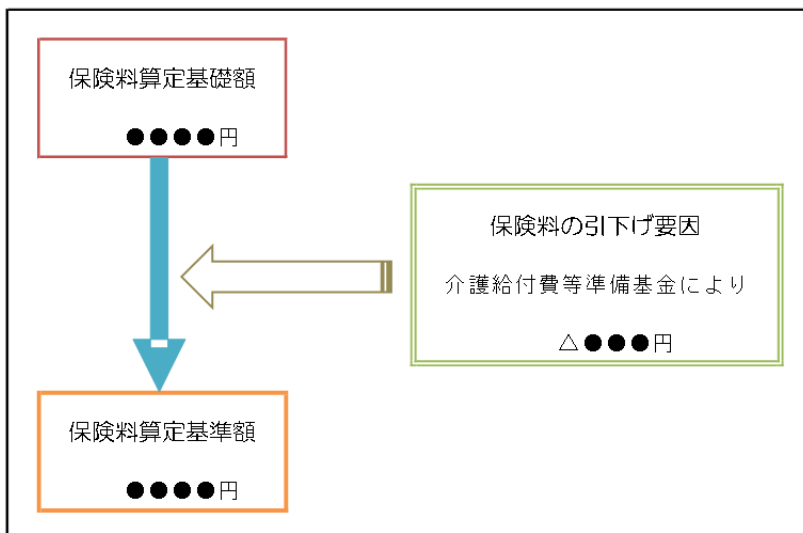 保険料算定基礎額
●●●●円
保険料の引下げ要因
介護給付費等準備基金により
△●●●円
保険料算定基準額
●●●●円